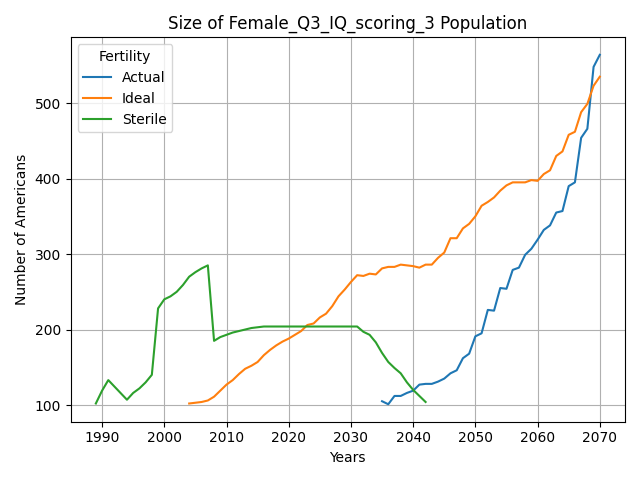 Size of Female_Q3_IQ_scoring_3 Population
Fertility
Actual
Ideal
Sterile
Number of Americans
500
400
300
200
100
1990
2000
2010
2020
2030
2040
2050
2060
2070
Years